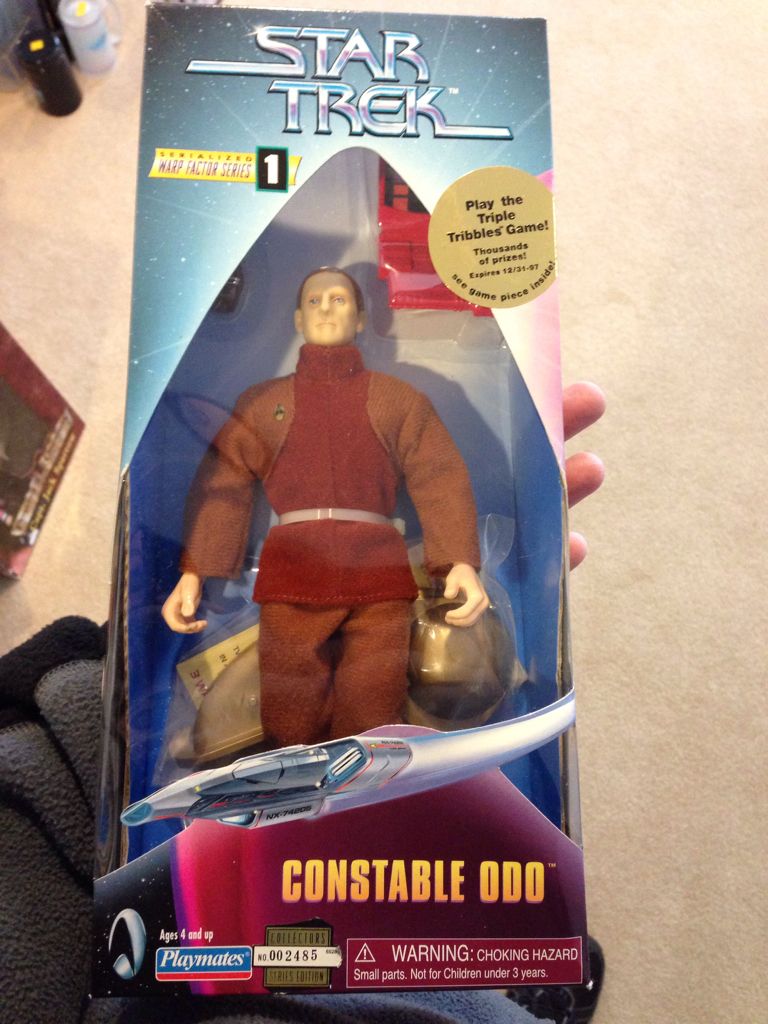 STAR
TREK™
SERIALIZED
WARP FACTOR SERIES 1
Play the
Triple
Tribbles Game!
Thousands
of prizes!
Expires 12/31-97
see game piece inside!
NX-74205
CONSTABLE ODO™
Ages 4 and up
Playmates
COLLECTORS
NO. 002485
SERIES EDITION
WARNING: CHOKING HAZARD
Small parts. Not for Children under 3 years.